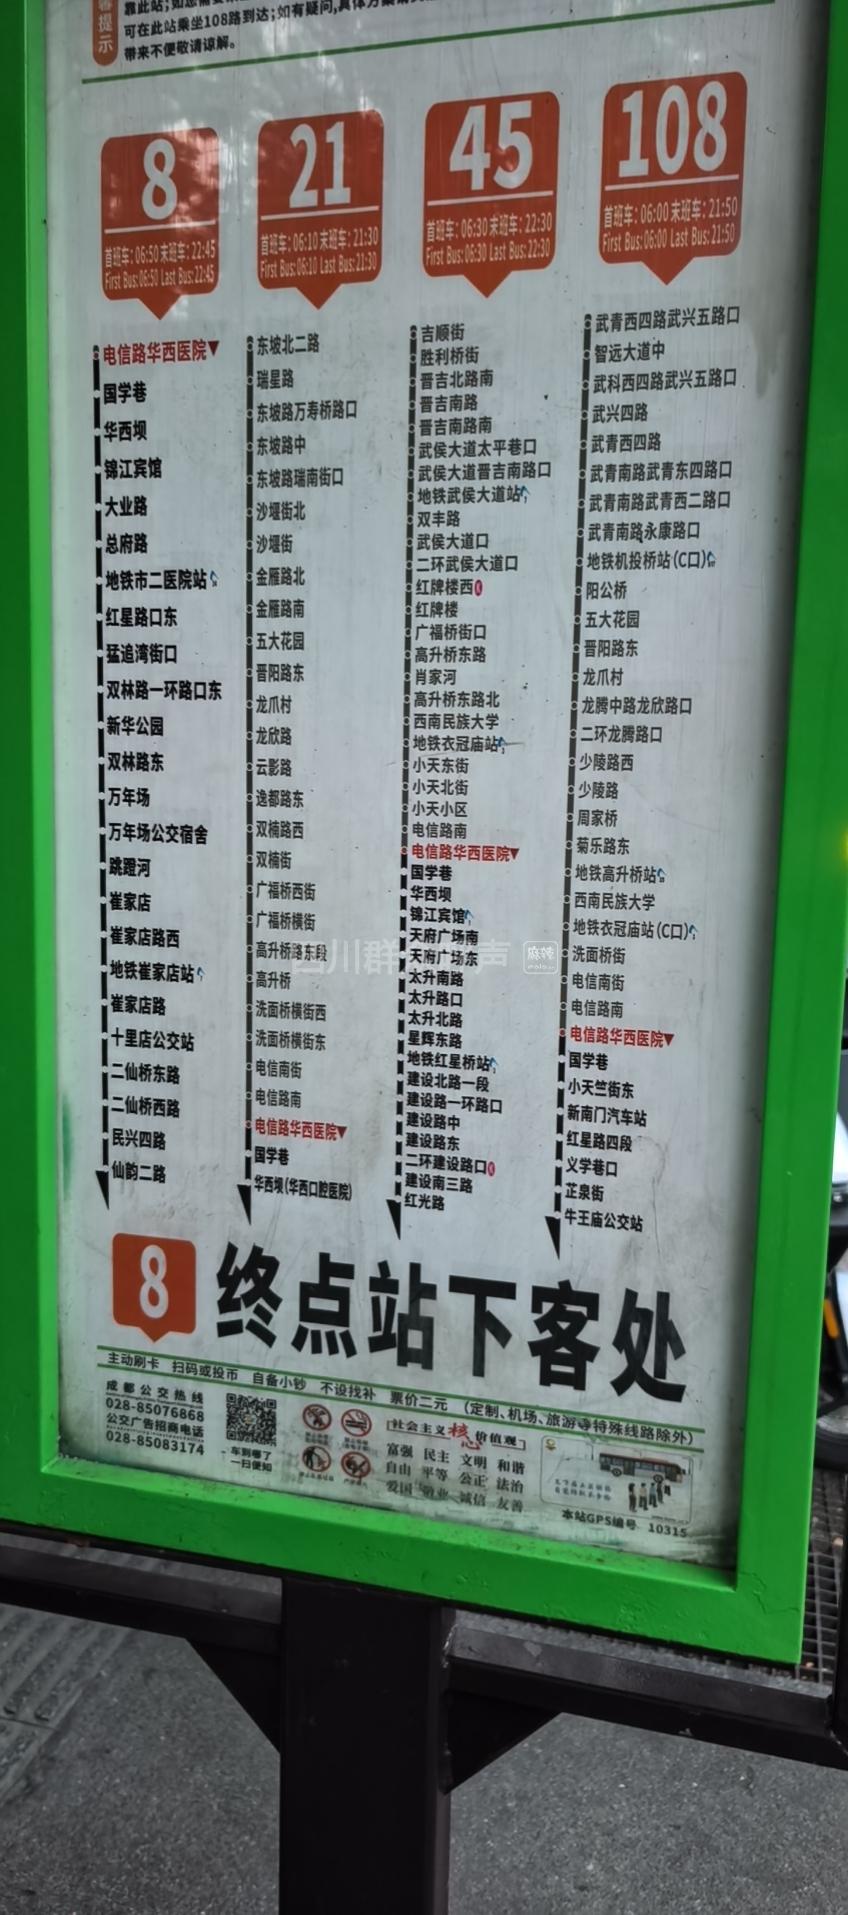 馨提示
可在此站乘坐108路到达;如有疑问,具体方案请
带来不便敬请谅解。
8
首班车:06:50 末班车:22:45
First Bus:06:50 Last Bus:22:45
电信路华西医院▼
国学巷
华西坝
锦江宾馆
大业路
总府路
地铁市二医院站
红星路口东
猛追湾街口
双林路一环路口东
新华公园
双林路东
万年场
万年场公交宿舍
跳蹬河
崔家店
崔家店路西
地铁崔家店站
崔家店路
十里店公交站
二仙桥东路
二仙桥西路
民兴四路
仙韵二路
21
首班车:06:10 末班车:21:30
First Bus:06:10 Last Bus:21:30
东坡北二路
瑞星路
东坡路万寿桥路口
东坡路中
东坡路瑞南街口
沙堰街北
沙堰街
金雁路北
金雁路南
五大花园
晋阳路东
龙爪村
龙欣路
云影路
逸都路东
双楠路西
双楠街
广福桥西街
广福桥横街
高升桥路东段
高升桥
洗面桥横街西
洗面桥横街东
电信南街
电信路南
电信路华西医院▼
国学巷
华西坝(华西口腔医院)
45
首班车:06:30 末班车:22:30
First Bus:06:30 Last Bus:22:30
吉顺街
胜利桥街
晋吉北路南
晋吉南路
晋吉南路南
武侯大道太平巷口
武侯大道晋吉南路口
地铁武侯大道站
双丰路
武侯大道口
二环武侯大道口
红牌楼西
红牌楼
广福桥街口
高升桥东路
肖家河
高升桥东路北
西南民族大学
地铁衣冠庙站
小天东街
小天北街
小天小区
电信路南
电信路华西医院▼
国学巷
华西坝
锦江宾馆
天府广场南
天府广场东
太升南路
太升路口
太升北路
星辉东路
地铁红星桥站
建设北路一段
建设路一环路口
建设路中
建设路东
二环建设路口
建设南三路
红光路
108
首班车:06:00 末班车:21:50
First Bus:06:00 Last Bus:21:50
武青西四路武兴五路口
智远大道中
武科西四路武兴五路口
武兴四路
武青西四路
武青南路武青东四路口
武青南路武青西二路口
武青南路永康路口
地铁机投桥站(C口)
阳公桥
五大花园
晋阳路东
龙爪村
龙腾中路龙欣路口
二环龙腾路口
少陵路西
少陵路
周家桥
菊乐路东
地铁高升桥站
西南民族大学
地铁衣冠庙站(C口)
洗面桥街
电信南街
电信路南
电信路华西医院▼
国学巷
小天竺街东
新南门汽车站
红星路四段
义学巷口
芷泉街
牛王庙公交站
四川群 声 麻辣
8 终点站下客处
主动刷卡 扫码或投币 自备小钞 不设找补 票价二元 (定制、机场、旅游等特殊线路除外)
成都公交热线
028-85076868
公交广告招商电话
028-85083174
车到哪了
一扫便知
社会主义核心价值观
富强 民主 文明 和谐
自由 平等 公正 法治
爱国 敬业 诚信 友善
本站GPS编号 10315